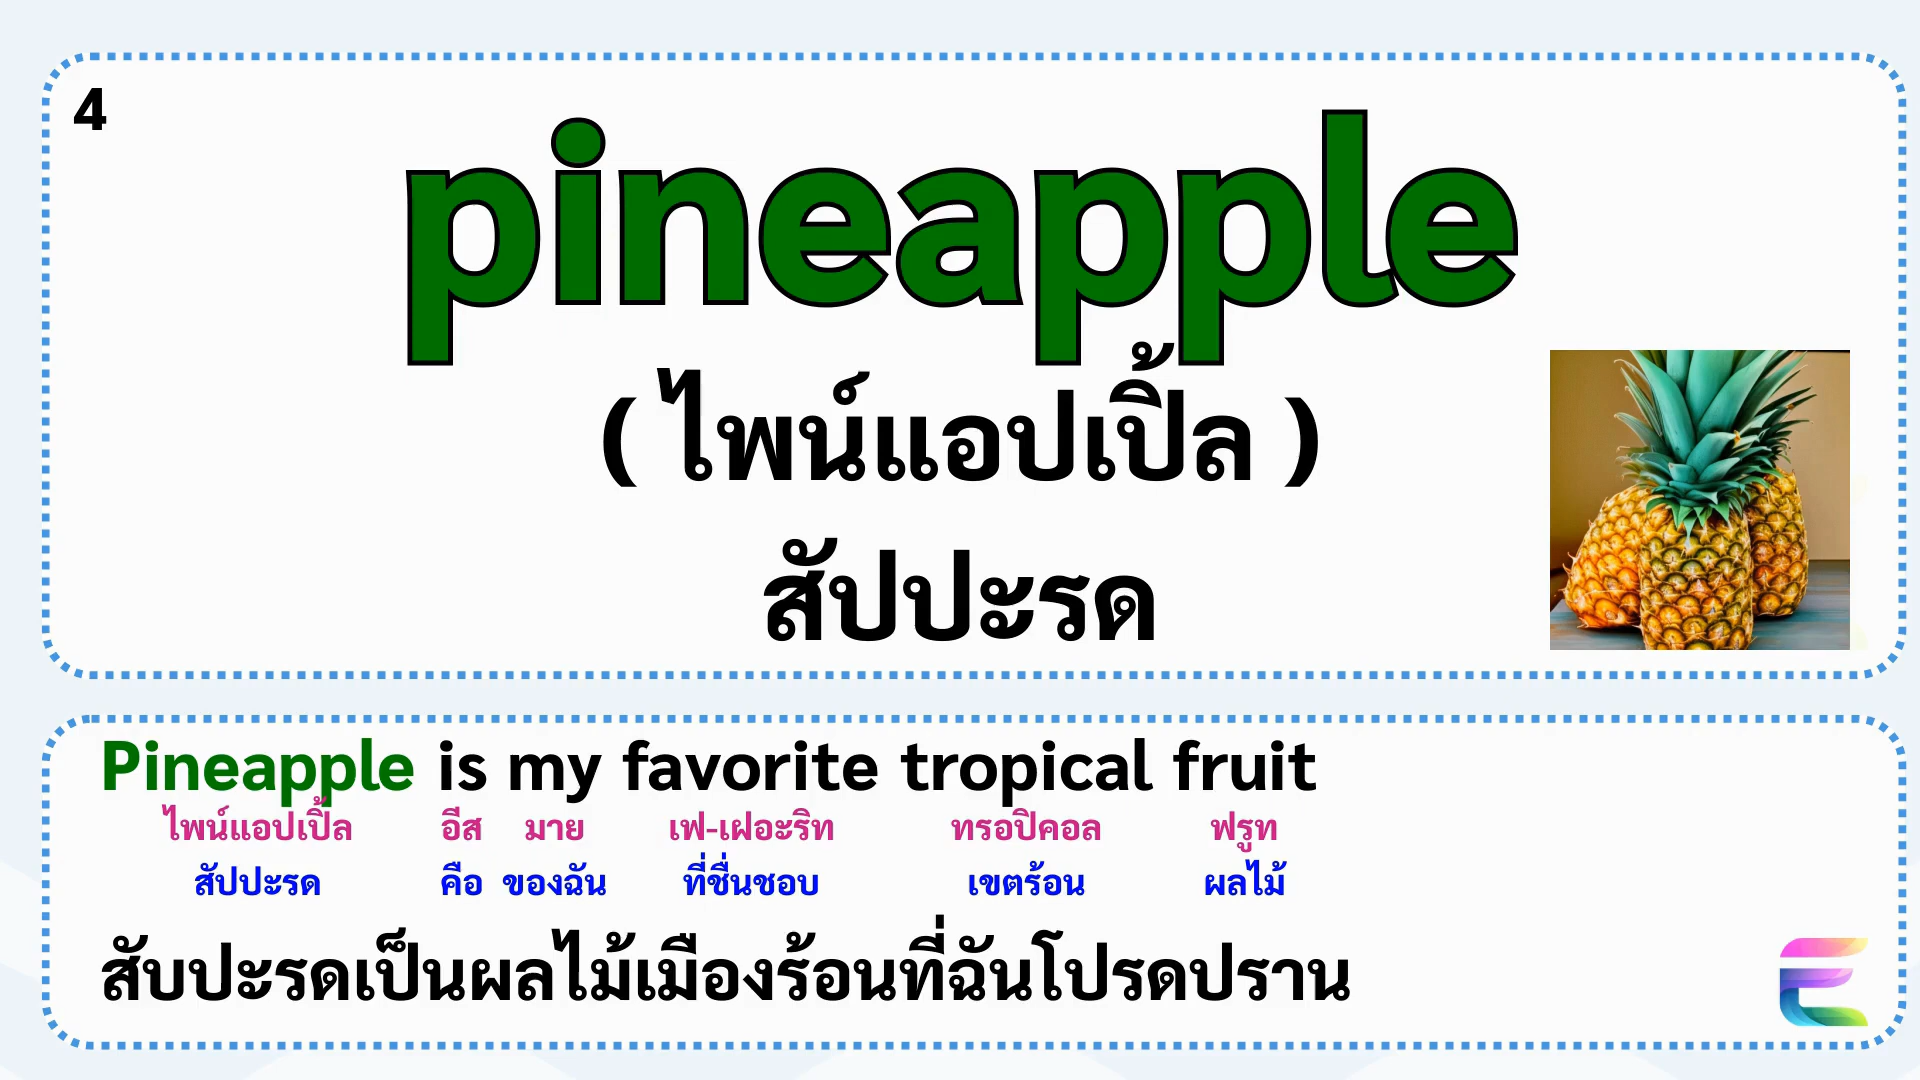 4
pineapple
( ไพน์แอปเปิ้ล )
สัปปะรด
Pineapple is my favorite tropical fruit
ไพน์แอปเปิ้ล อีส มาย เฟ-เฝอะริท ทรอปิคอล ฟรูท
สัปปะรด คือ ของฉัน ที่ชื่นชอบ เขตร้อน ผลไม้
สับปะรดเป็นผลไม้เมืองร้อนที่ฉันโปรดปราน